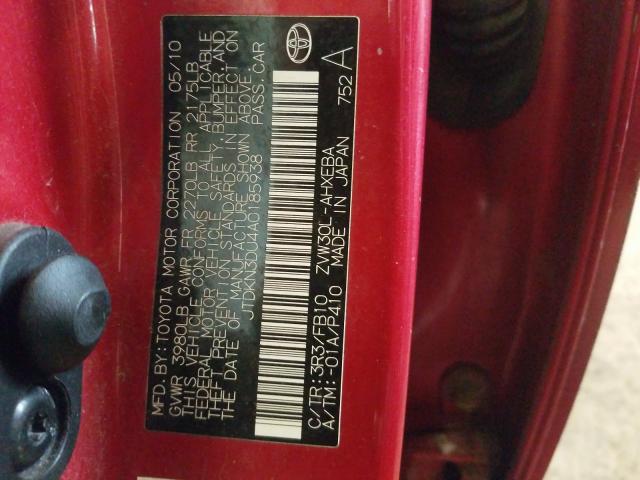 MFD. BY: TOYOTA MOTOR CORPORATION 05/10
GVWR 3980LB GAWR FR 2270LB RR 2175LB
THIS VEHICLE CONFORMS TO ALL APPLICABLE
FEDERAL MOTOR VEHICLE SAFETY, BUMPER, AND
THEFT PREVENTION STANDARDS IN EFFECT ON
THE DATE OF MANUFACTURE SHOWN ABOVE.
JTDKN3DU4A0185938 PASS. CAR
C/TR:3R3/FB10 ZVW30L-AHXEBA
A/TM:-01A/P410 MADE IN JAPAN 752 A